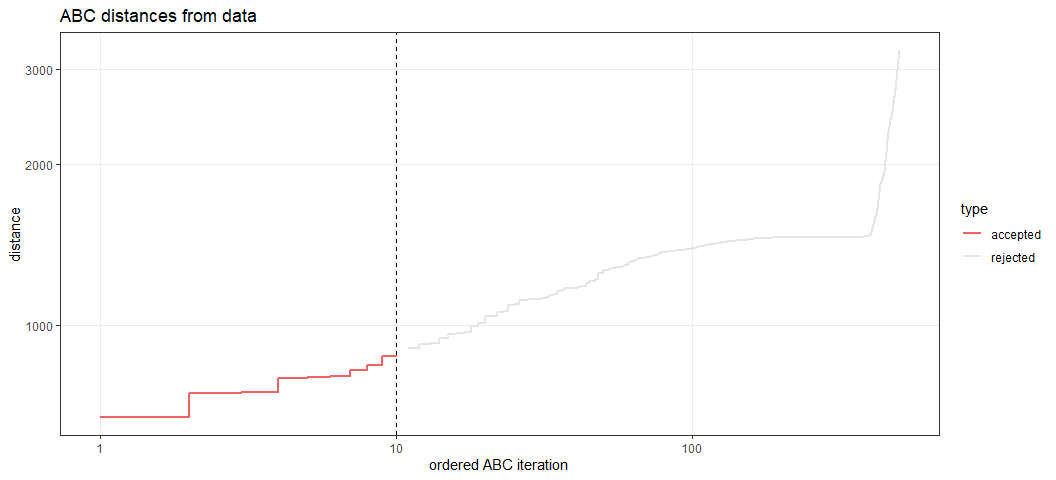 ABC distances from data
3000
2000
1000
distance
1
10
100
ordered ABC iteration
type
accepted
rejected